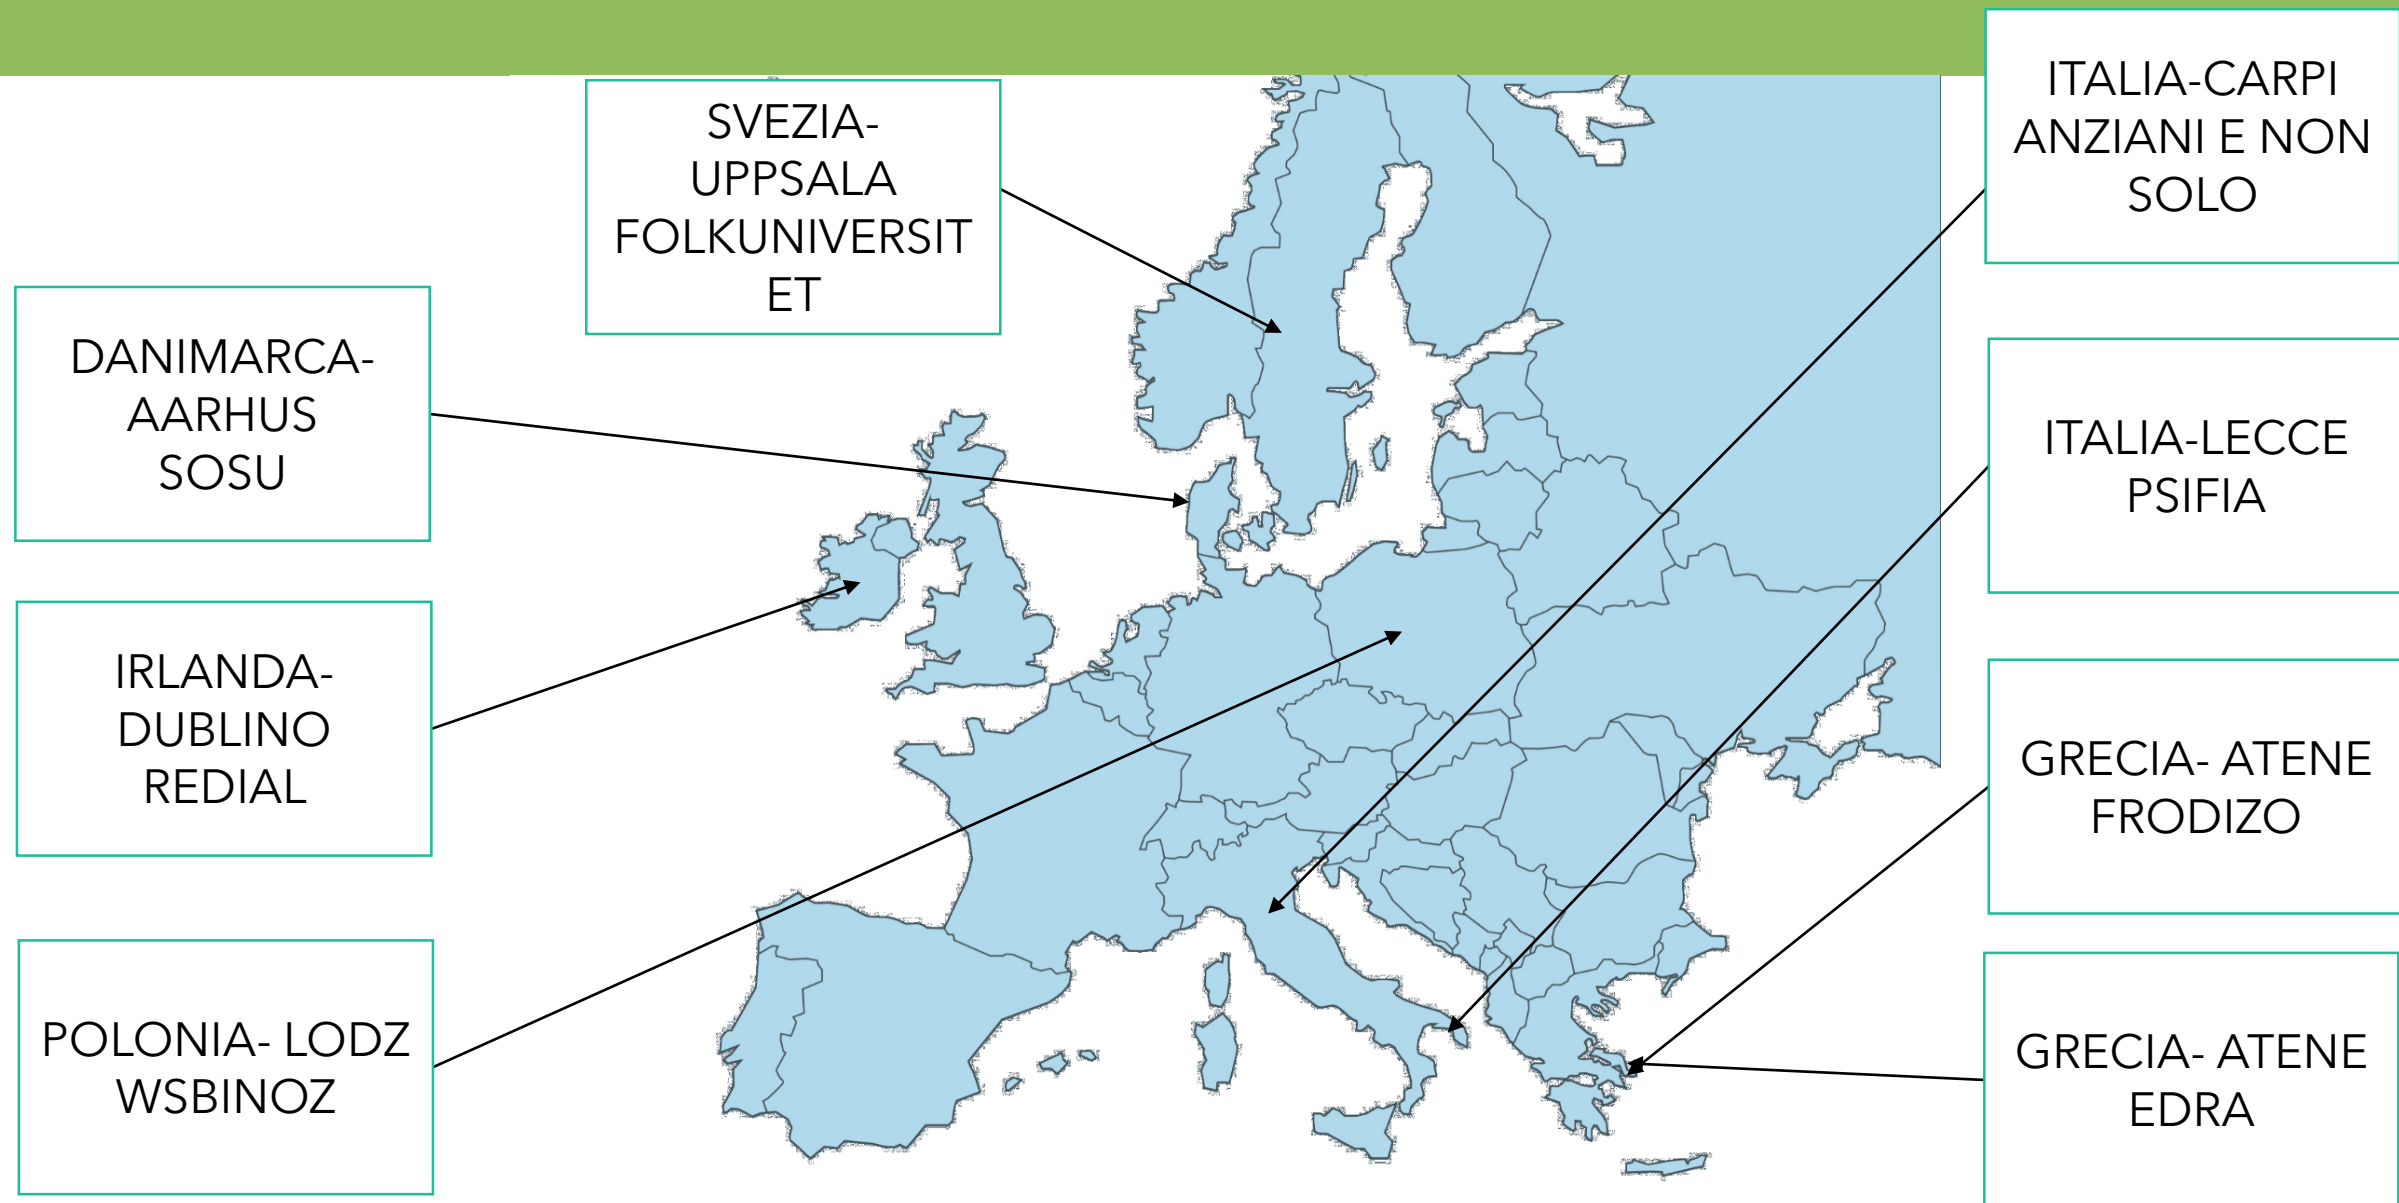 SVEZIA-
UPPSALA
FOLKUNIVERSIT
ET
DANIMARCA-
AARHUS
SOSU
IRLANDA-
DUBLINO
REDIAL
POLONIA- LODZ
WSBINOZ
ITALIA-CARPI
ANZIANI E NON
SOLO
ITALIA-LECCE
PSIFIA
GRECIA- ATENE
FRODIZO
GRECIA- ATENE
EDRA